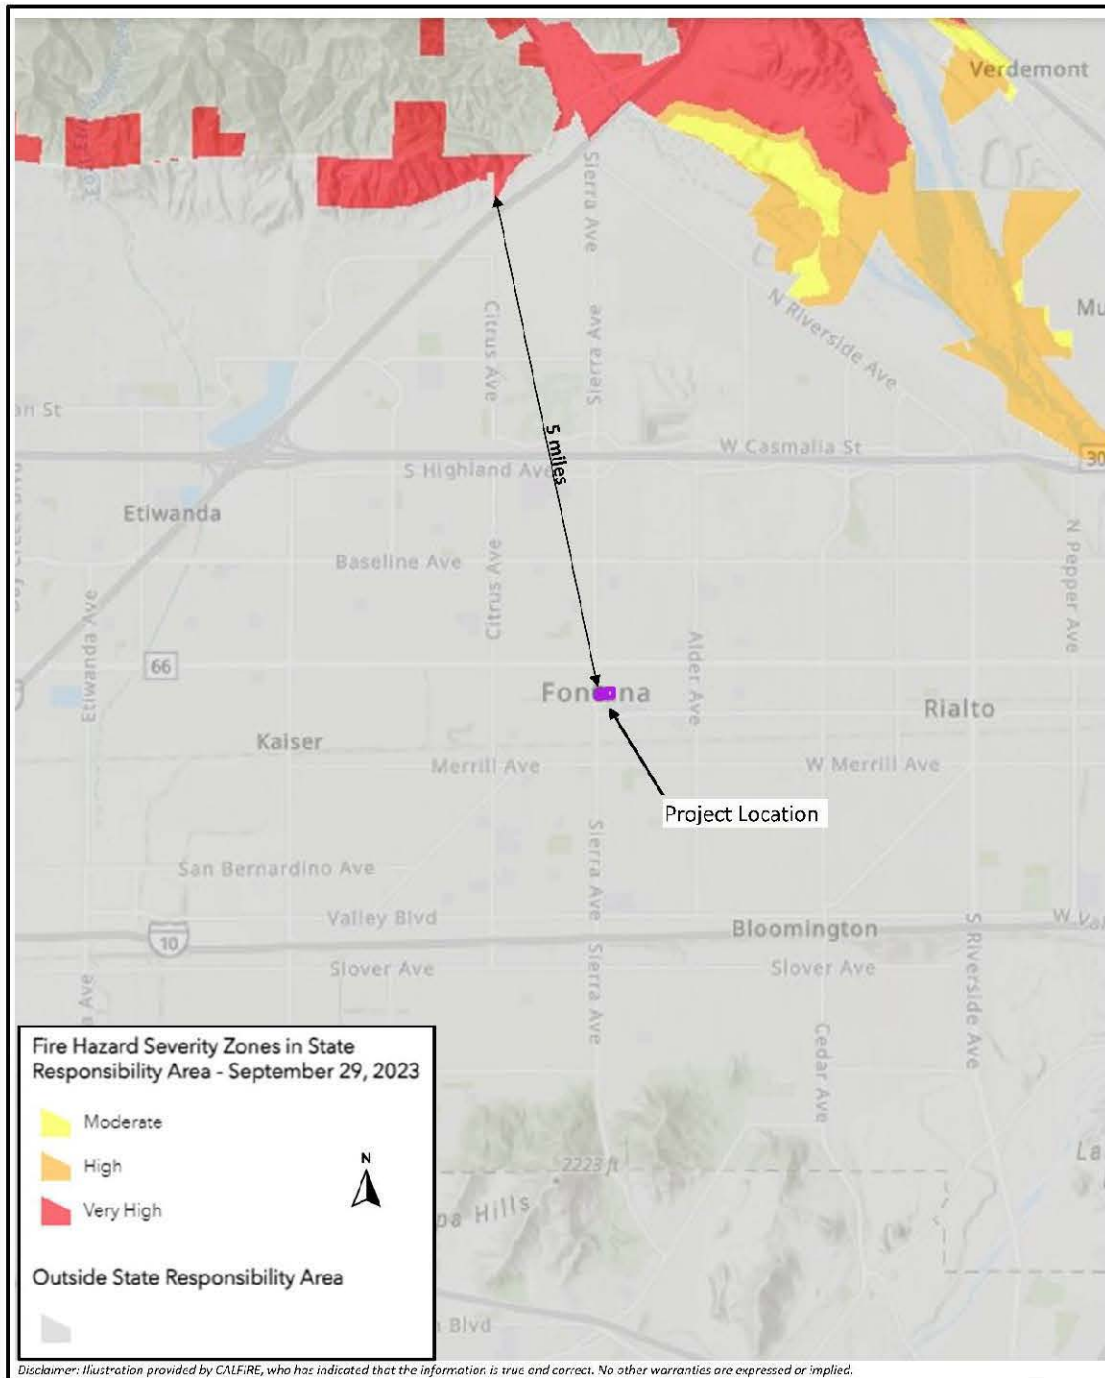 Verdemont
Sierra Ave
Mu
N Riverside Ave
Citrus Ave
Sierra Ave
an St
5 miles
W Casmalia St
30
S Highland Ave
Etiwanda
Baseline Ave
Citrus Ave
N Pepper Ave
Etiwanda Ave
66
Alder Ave
Fon na
Rialto
Kaiser
Merrill Ave
W Merrill Ave
Project Location
San Bernardino Ave
Sierra Ave
Valley Blvd
Bloomington
10
Slover Ave
Sierra Ave
Slover Ave
S Riverside Ave
a Ave
Cedar Ave
Fire Hazard Severity Zones in State
Responsibility Area - September 29, 2023
Moderate
High
Very High
N
Outside State Responsibility Area
2223 ft
La
Hills
Blvd
Disclaimer: Illustration provided by CALFIRE, who has indicated that the information is true and correct. No other warranties are expressed or implied.